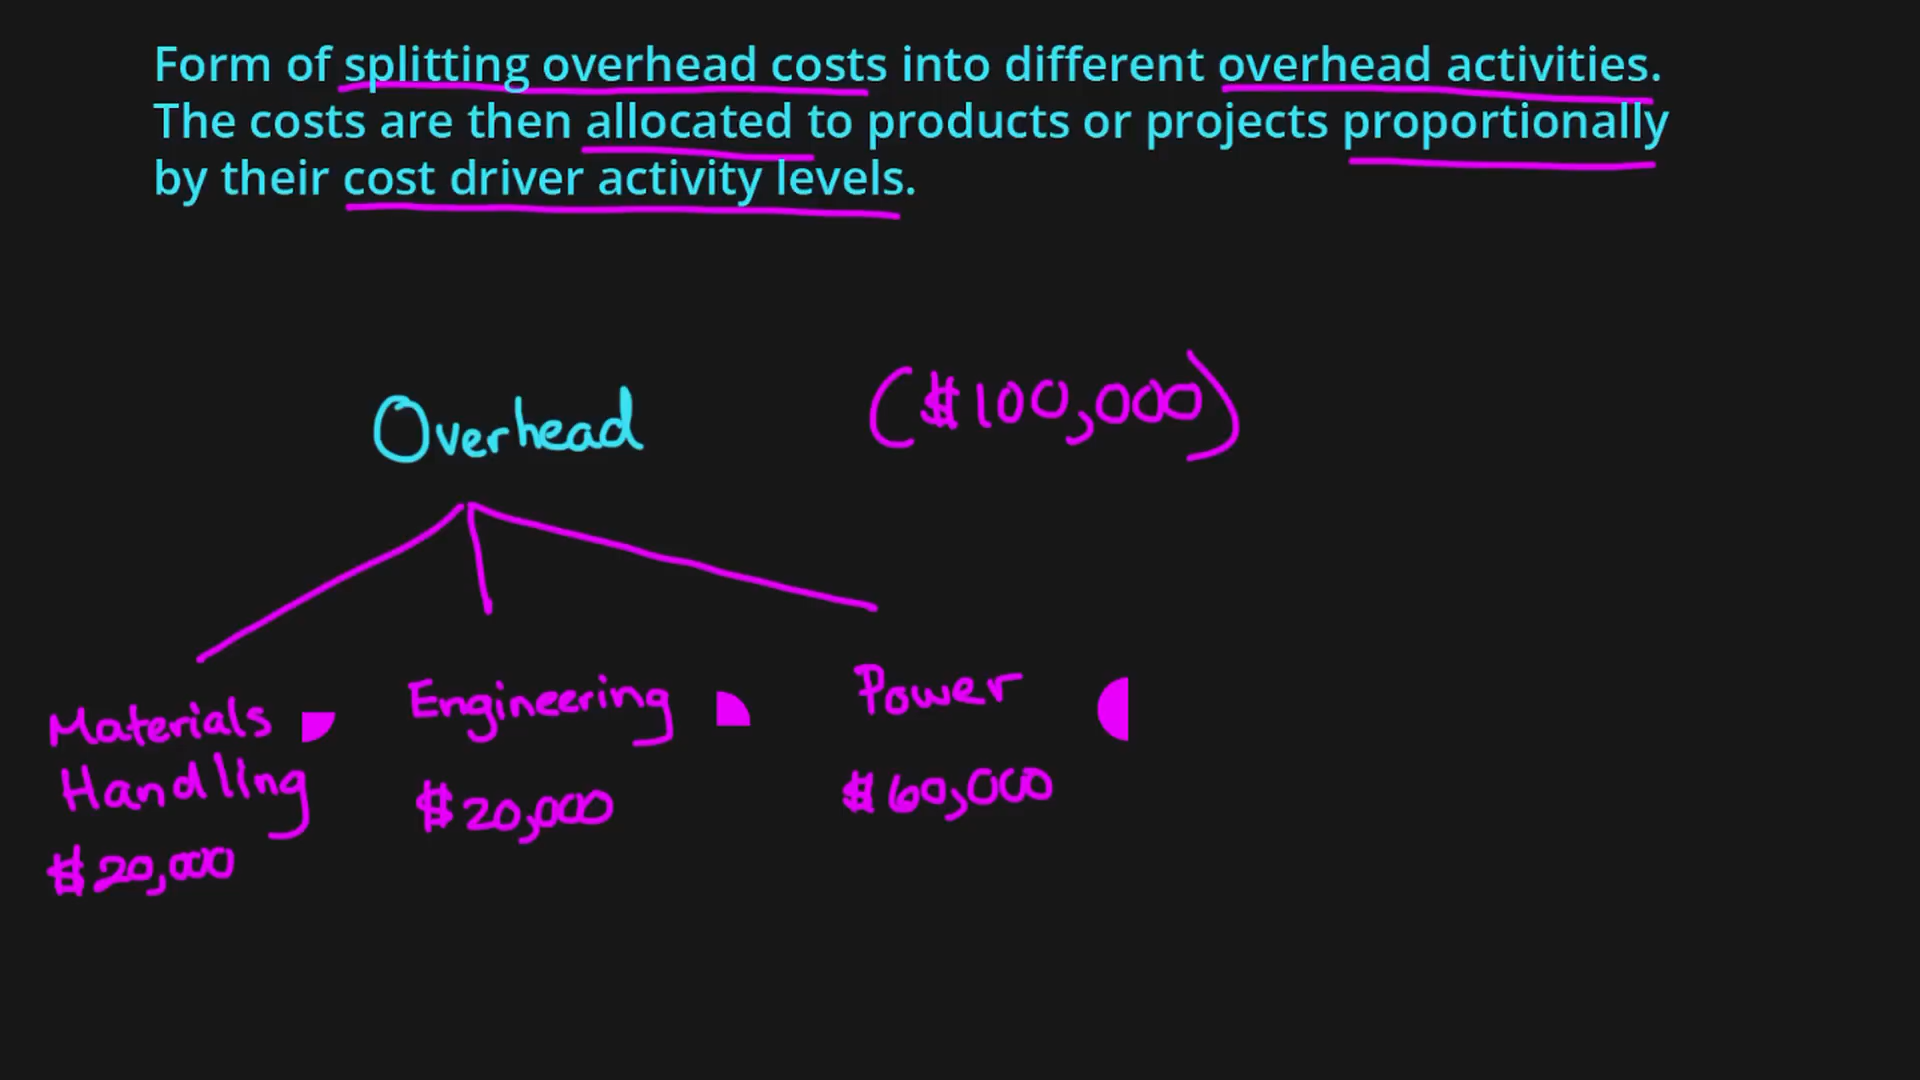 Form of splitting overhead costs into different overhead activities.
The costs are then allocated to products or projects proportionally
by their cost driver activity levels.
Overhead ($100,000)
Materials Engineering Power
Handling $20,000 $60,000
$20,000